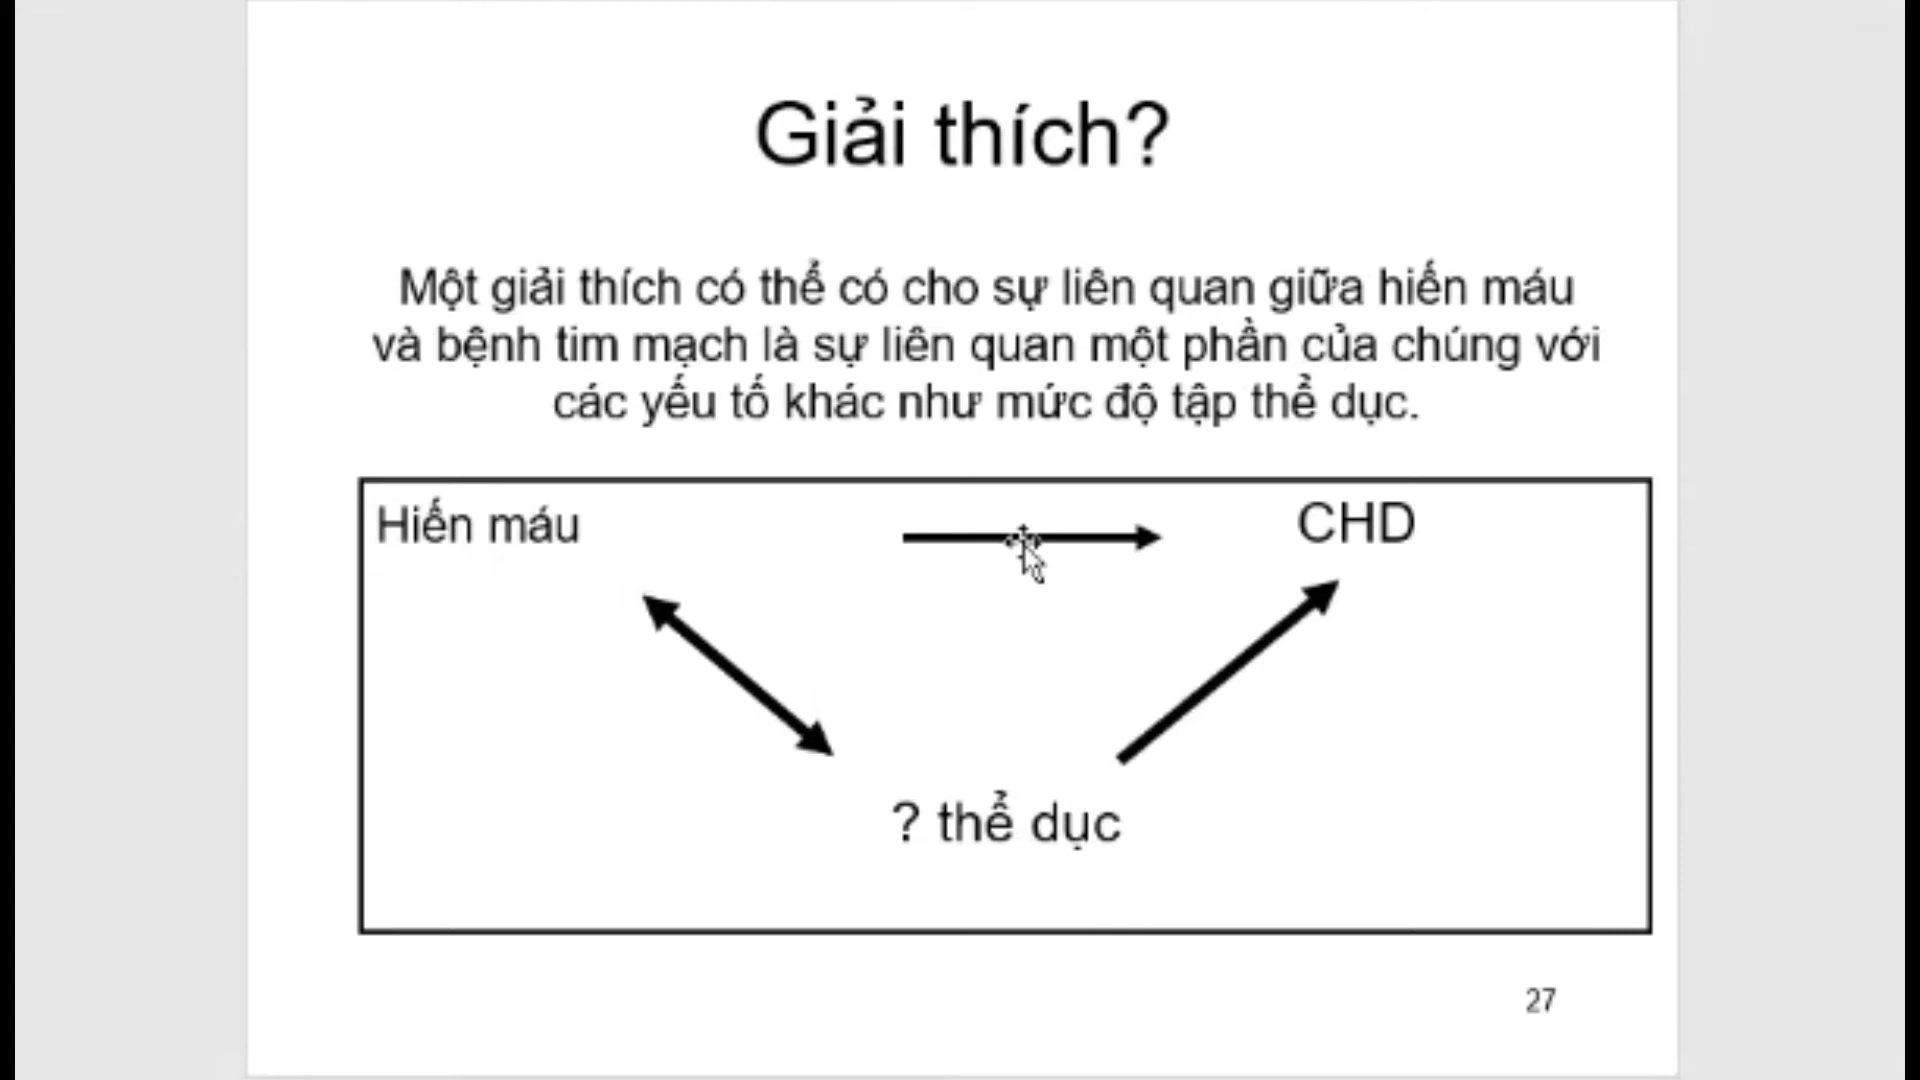 Giải thích?
Một giải thích có thể có cho sự liên quan giữa hiến máu
và bệnh tim mạch là sự liên quan một phần của chúng với
các yếu tố khác như mức độ tập thể dục.
Hiến máu
CHD
? thể dục
27